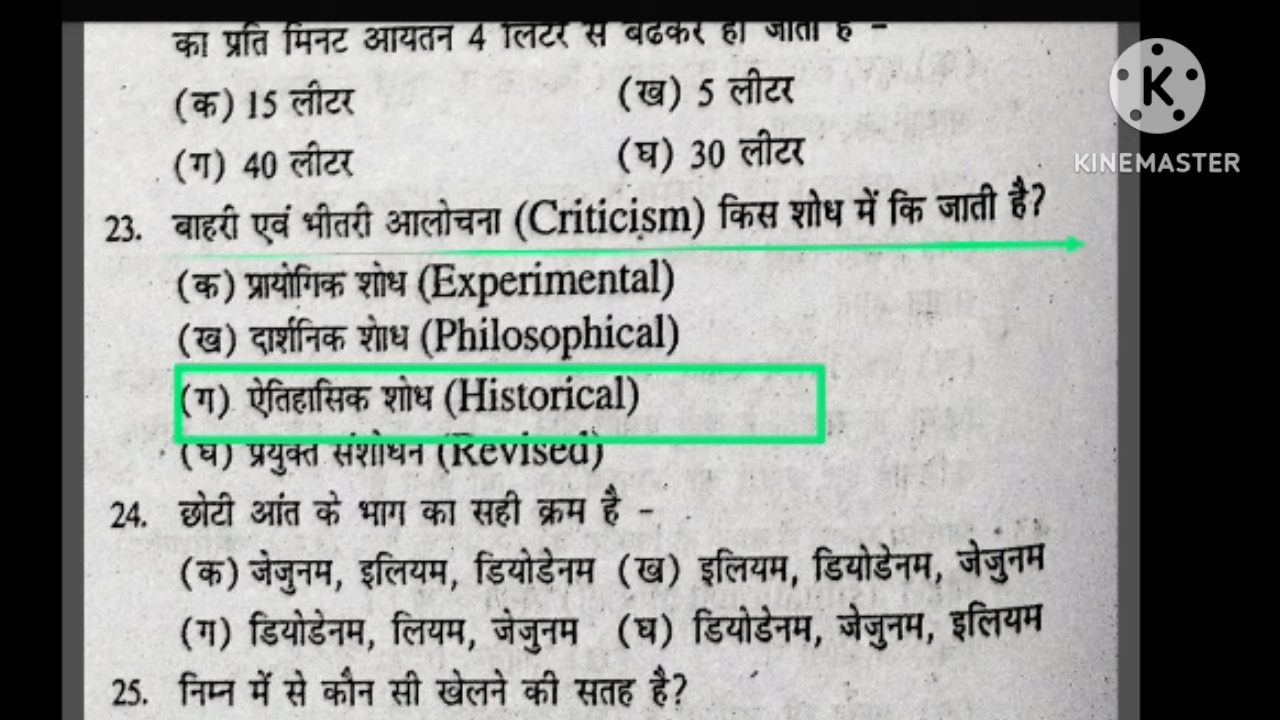 का प्रति मिनट आयतन 4 लिटर से बढकर हो जाता है -
(क) 15 लीटर (ख) 5 लीटर
(ग) 40 लीटर (घ) 30 लीटर
K
KINEMASTER
23. बाहरी एवं भीतरी आलोचना (Criticism) किस शोध में कि जाती है?
(क) प्रायोगिक शोध (Experimental)
(ख) दार्शनिक शोध (Philosophical)
(ग) ऐतिहासिक शोध (Historical)
(घ) प्रयुक्त संशोधन (Revised)
24. छोटी आंत के भाग का सही क्रम है -
(क) जेजुनम, इलियम, डियोडेनम (ख) इलियम, डियोडेनम, जेजुनम
(ग) डियोडेनम, लियम, जेजुनम (घ) डियोडेनम, जेजुनम, इलियम
25. निम्न में से कौन सी खेलने की सतह है?